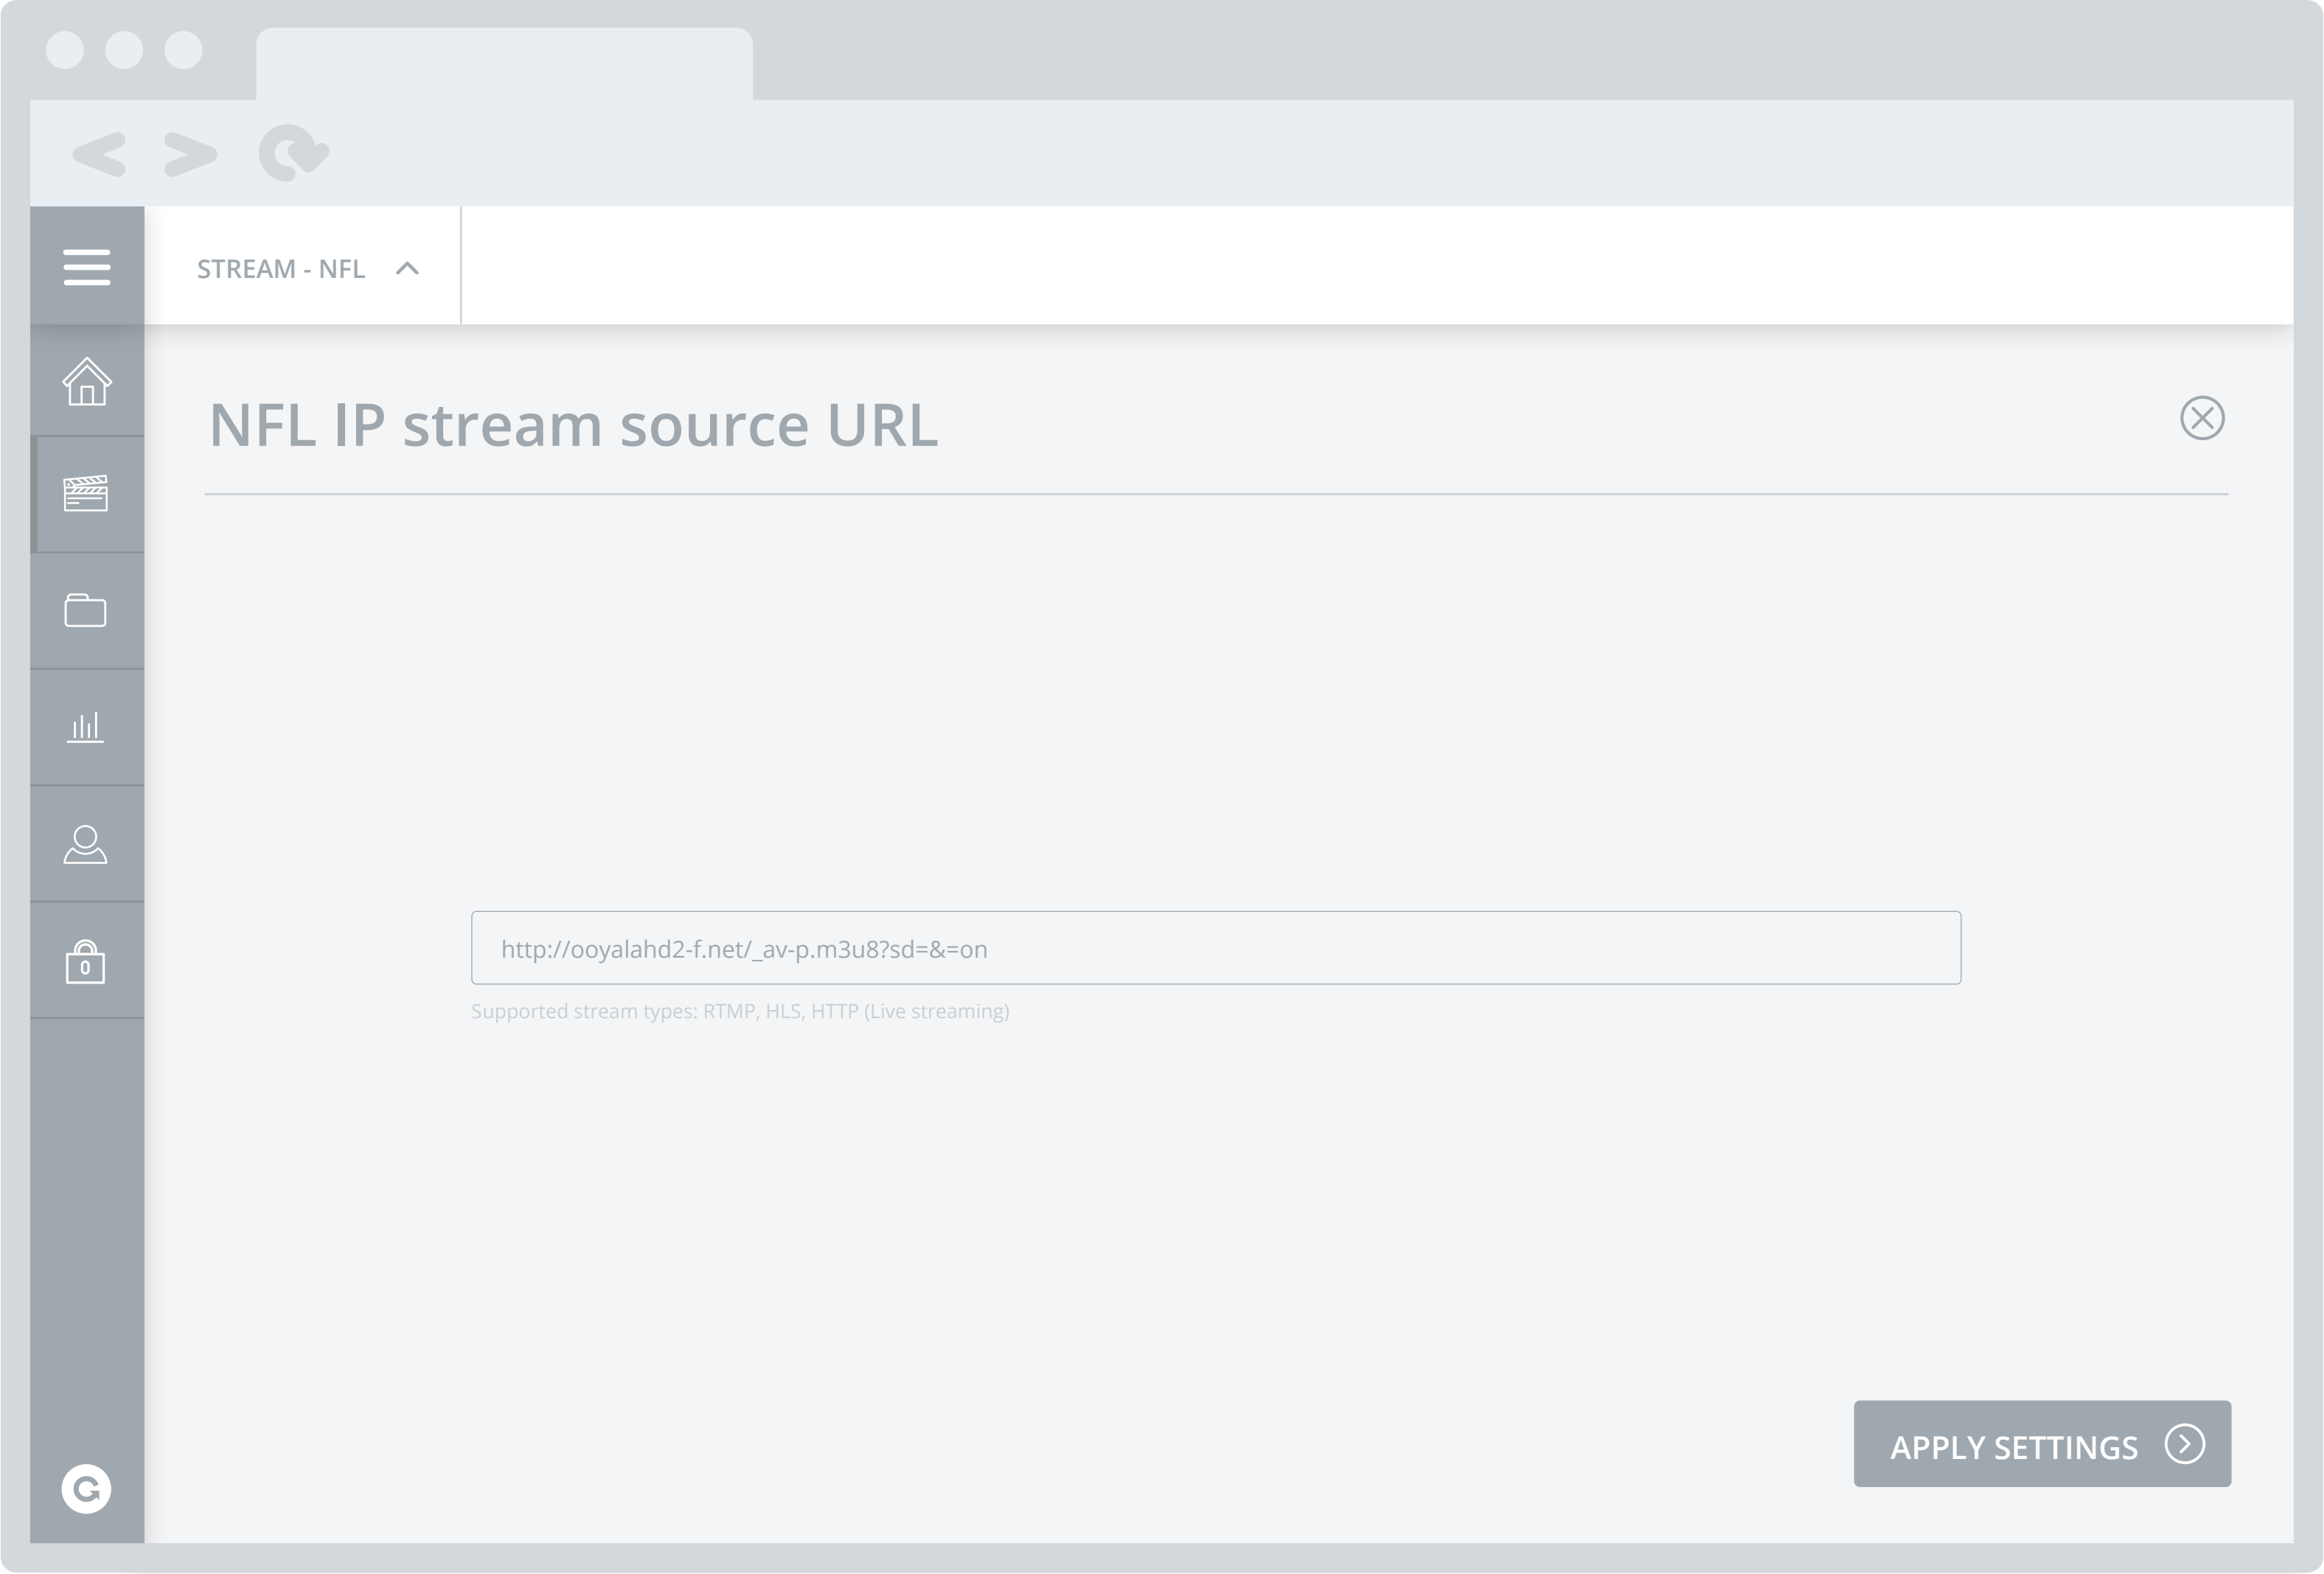 STREAM - NFL
NFL IP stream source URL
http://ooyalahd2-f.net/_av-p.m3u8?sd=&=on
Supported stream types: RTMP, HLS, HTTP (Live streaming)
APPLY SETTINGS